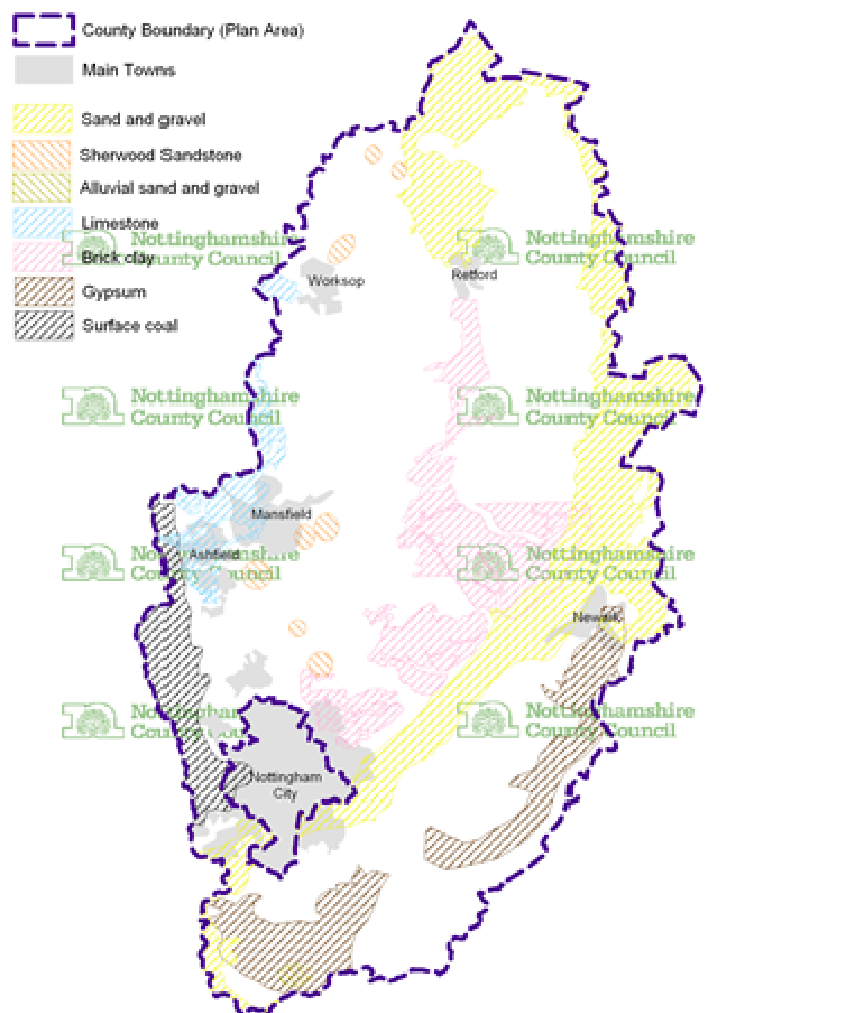 County Boundary (Plan Area)
Main Towns
Sand and gravel
Sherwood Sandstone
Alluvial sand and gravel
Limestone
Brick clay
Gypsum
Surface coal
Nottinghamshire
County Council
Nottinghamshire
County Council
Worksop
Retford
Nottinghamshire
County Council
Nottinghamshire
County Council
Mansfield
Ashfield
Nottinghamshire
County Council
Nottinghamshire
County Council
Newark
Nottinghamshire
County Council
Nottinghamshire
County Council
Nottingham
City